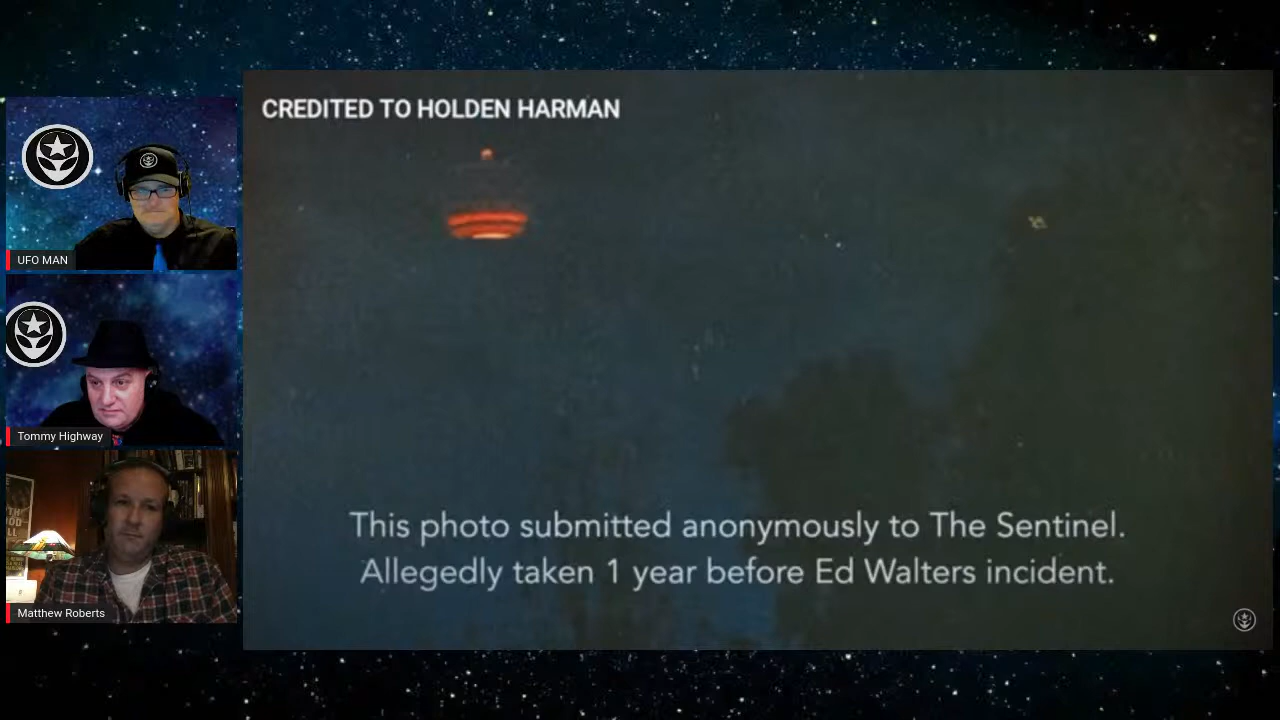 CREDITED TO HOLDEN HARMAN
UFO MAN
Tommy Highway
Matthew Roberts
This photo submitted anonymously to The Sentinel.
Allegedly taken 1 year before Ed Walters incident.